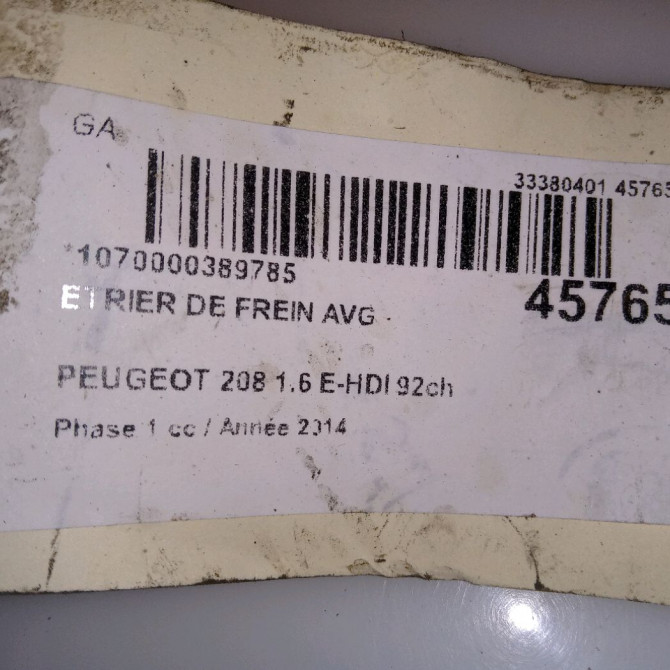 GA
33380401 45765
*1070000389785
ETRIER DE FREIN AVG
45765
PEUGEOT 208 1.6 E-HDI 92ch
Phase 1 cc / Année 2014